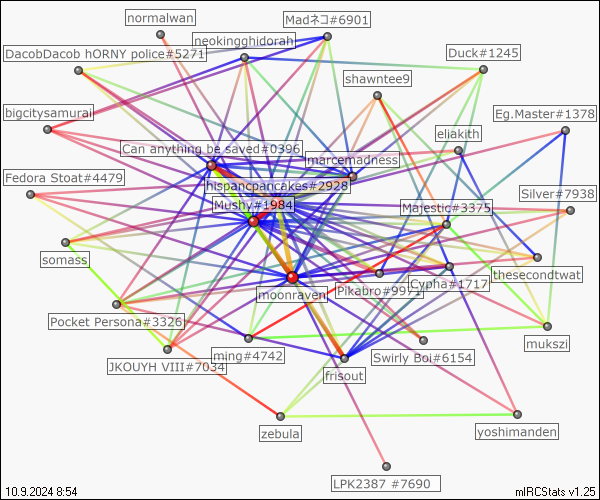 normalwan
Madネコ#6901
neokingghidorah
DacobDacob hORNY police#5271
Duck#1245
shawntee9
bigcitysamurai
Eg.Master#1378
eliakith
Can anything be saved#0396
marcemadness
Fedora Stoat#4479
hispancpancakes#2928
Silver#7938
Mushy#1984
Majestic#3375
somass
thesecondtwat
Cypha#1717
moonraven
Pocket Persona#3326
mukszi
ming#4742
Swirly Boi#6154
JKOUYH VIII#7034
frisout
zebula
yoshimanden
LPK2387 #7690
10.9.2024 8:54
mIRCStats v1.25